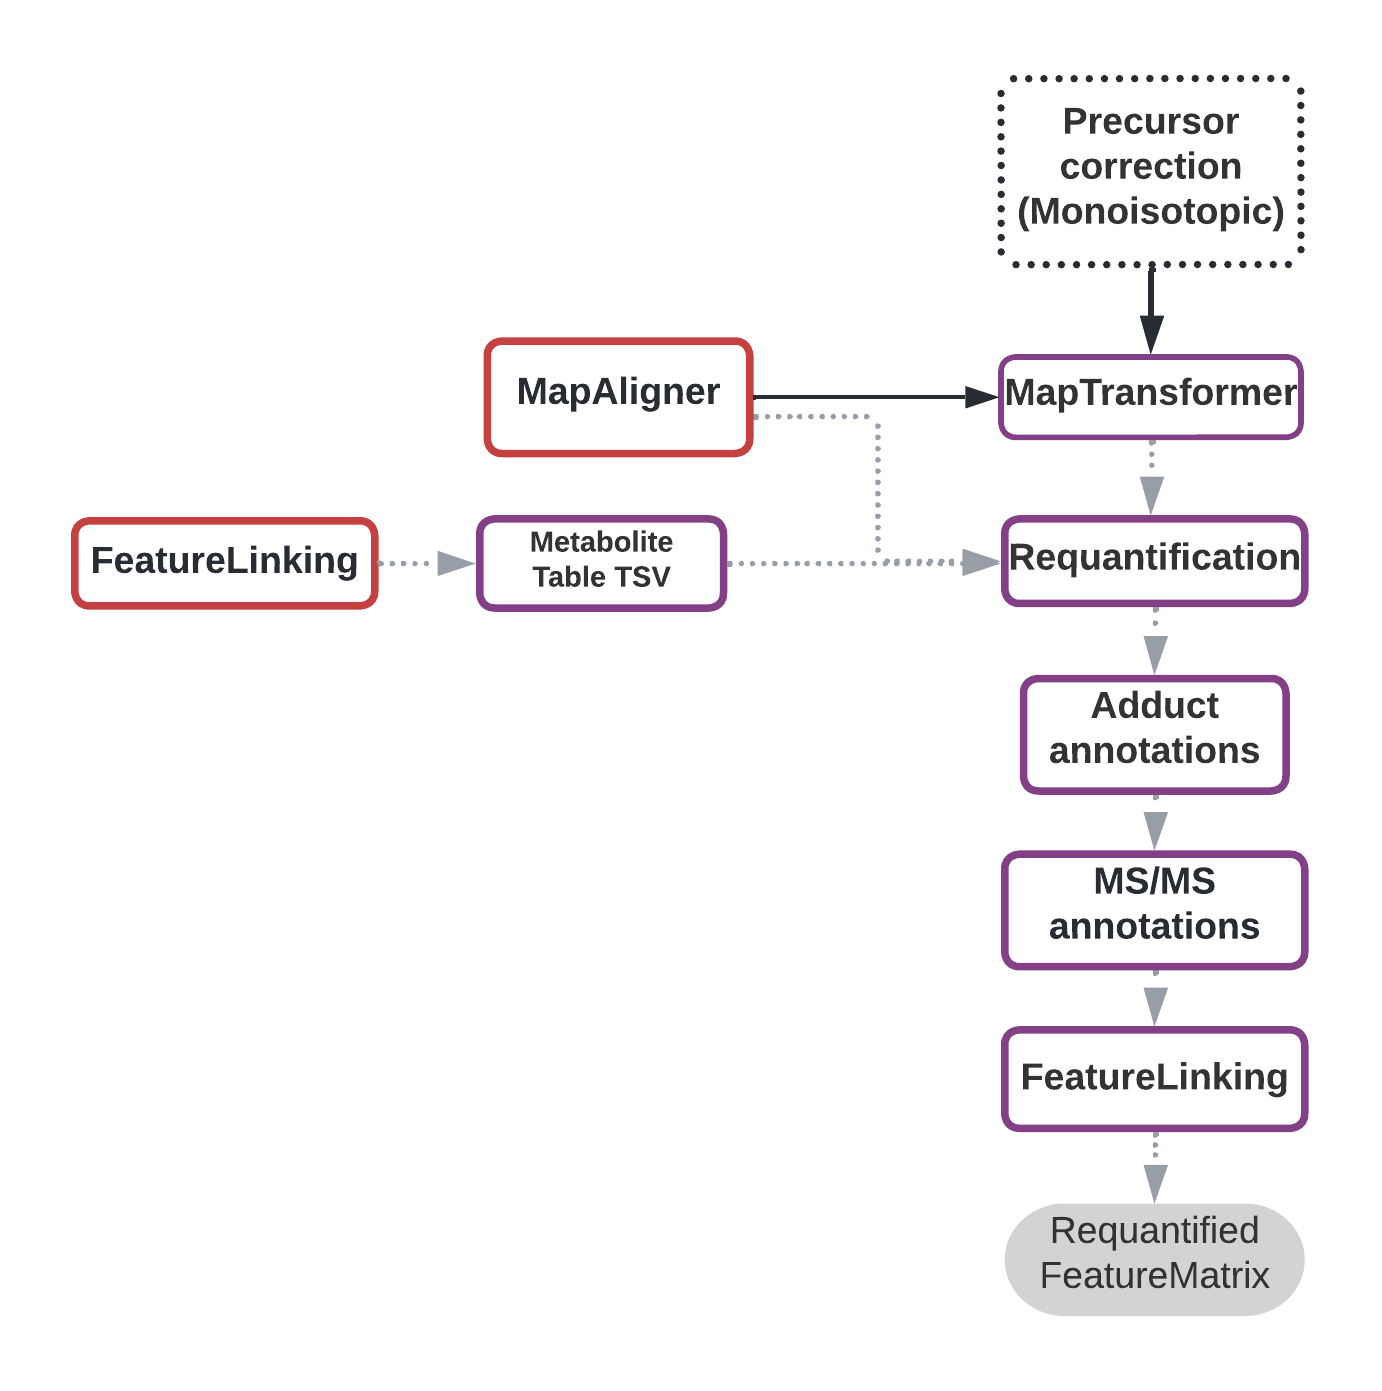 Precursor
correction
(Monoisotopic)
MapAligner
MapTransformer
FeatureLinking
Metabolite
Table TSV
Requantification
Adduct
annotations
MS/MS
annotations
FeatureLinking
Requantified
FeatureMatrix